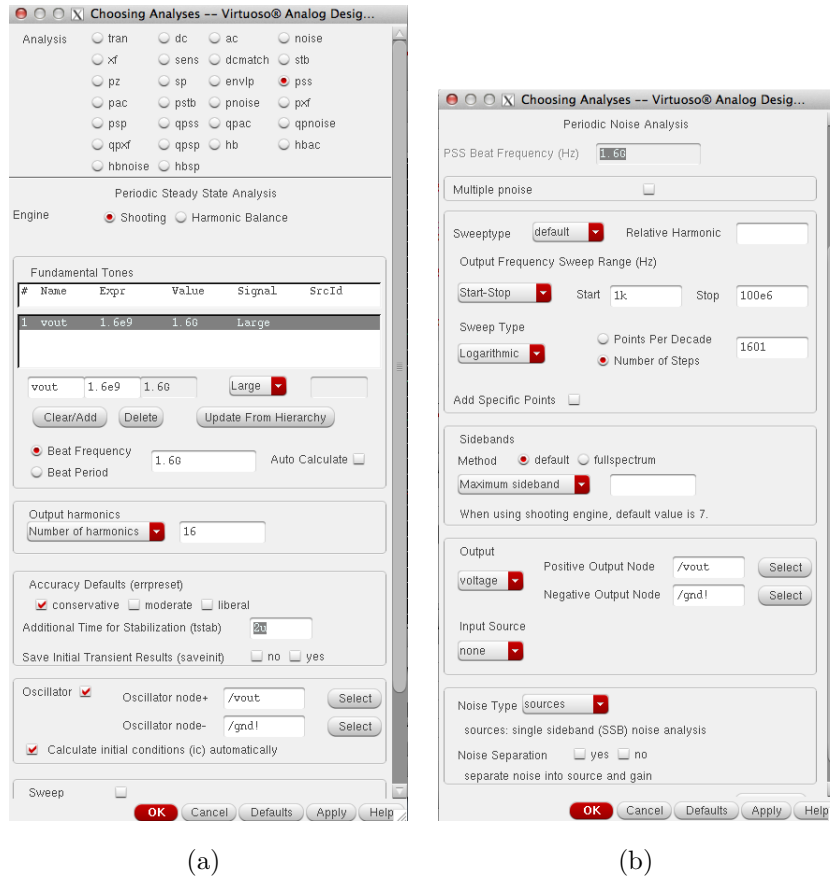 Choosing Analyses -- Virtuoso® Analog Desig...
Analysis tran dc ac noise
xf sens dcmatch stb
pz sp envlp pss
pac pstb pnoise pxf
psp qpss qpac qpnoise
qpxf qpsp hb hbac
hbnoise hbsp
Periodic Steady State Analysis
Engine Shooting Harmonic Balance
Fundamental Tones
# Name Expr Value Signal SrcId
1 vout 1.6e9 1.6G Large
vout 1.6e9 1.6G Large
Clear/Add Delete Update From Hierarchy
Beat Frequency 1.6G Auto Calculate
Beat Period
Output harmonics
Number of harmonics 16
Accuracy Defaults (errpreset)
conservative moderate liberal
Additional Time for Stabilization (tstab) 2u
Save Initial Transient Results (saveinit) no yes
Oscillator Oscillator node+ /vout Select
Oscillator node- /gnd! Select
Calculate initial conditions (ic) automatically
Sweep
OK Cancel Defaults Apply Help
(a)
Choosing Analyses -- Virtuoso® Analog Desig...
Periodic Noise Analysis
PSS Beat Frequency (Hz) 1.6G
Multiple pnoise
Sweeptype default Relative Harmonic
Output Frequency Sweep Range (Hz)
Start-Stop Start 1k Stop 100e6
Sweep Type
Logarithmic Points Per Decade 1601
Number of Steps
Add Specific Points
Sidebands
Method default fullspectrum
Maximum sideband
When using shooting engine, default value is 7.
Output
voltage Positive Output Node /vout Select
Negative Output Node /gnd! Select
Input Source
none
Noise Type sources
sources: single sideband (SSB) noise analysis
Noise Separation yes no
separate noise into source and gain
OK Cancel Defaults Apply Help
(b)